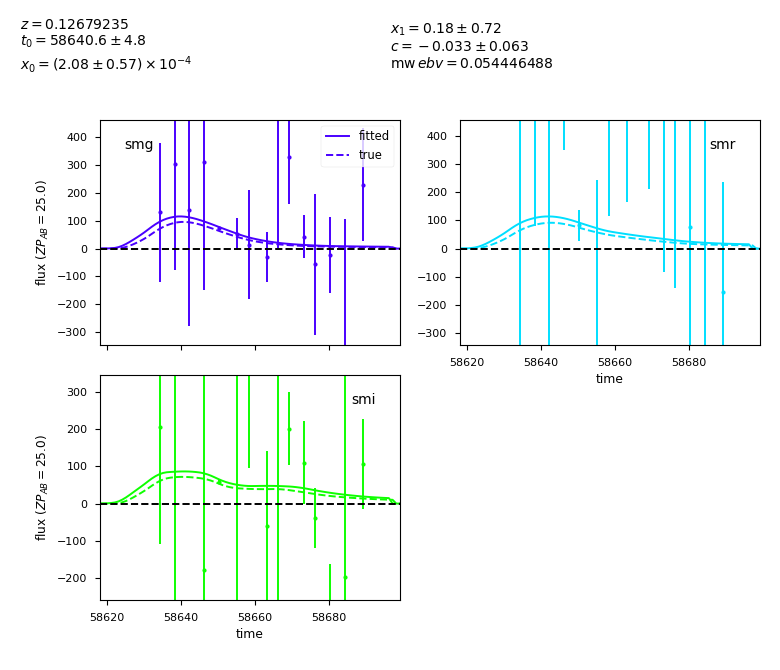 z = 0.12679235
t₀ = 58640.6 ± 4.8
x₀ = (2.08 ± 0.57) × 10⁻⁴
x₁ = 0.18 ± 0.72
c = −0.033 ± 0.063
mw ebv = 0.054446488
smg
fitted
true
400
300
200
100
0
−100
−200
−300
flux (ZP_AB = 25.0)
smr
400
300
200
100
0
−100
−200
−300
58620 58640 58660 58680
time
smi
300
200
100
0
−100
−200
flux (ZP_AB = 25.0)
58620 58640 58660 58680
time